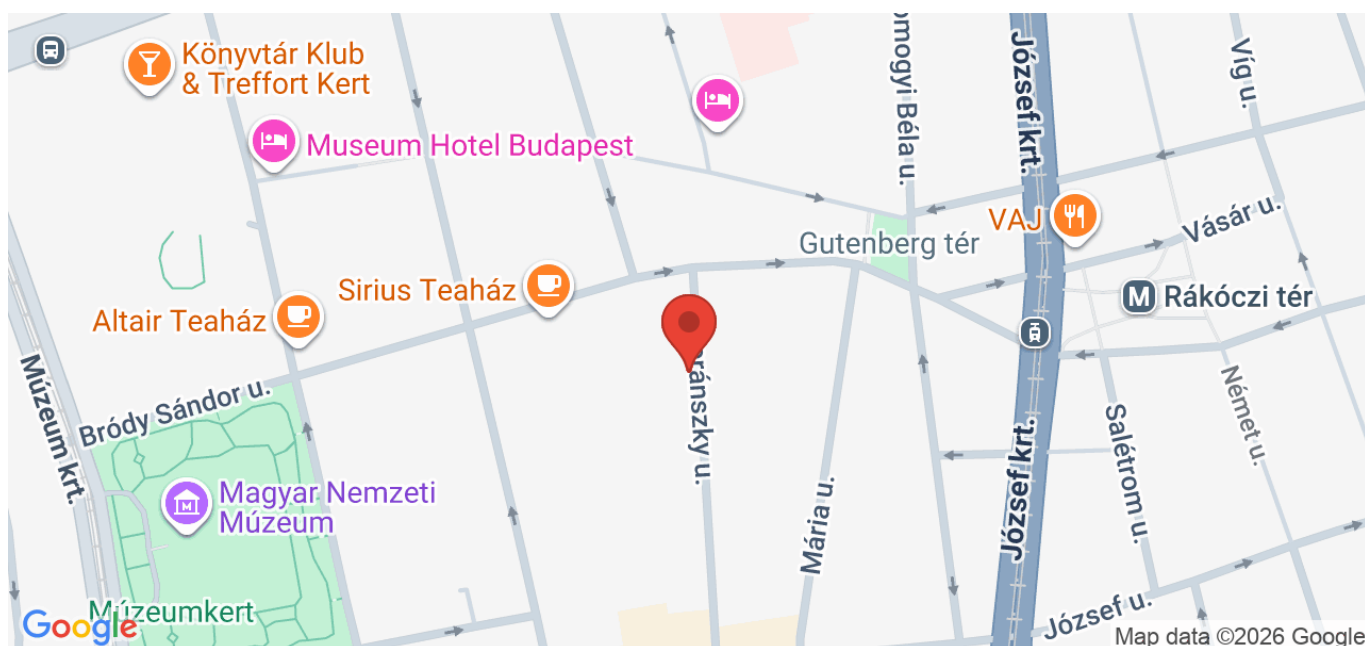 Könyvtár Klub
& Treffort Kert
Museum Hotel Budapest
omogyi Béla u.
József krt.
Víg u.
VAJ
Vásár u.
Gutenberg tér
Sirius Teaház
Altair Teaház
M
Rákóczi tér
Múzeum krt.
Bródy Sándor u.
ránszky u.
Mária u.
József krt.
Salétrom u.
Német u.
Magyar Nemzeti
Múzeum
Múzeumkert
József u.
Google
Map data ©2026 Google